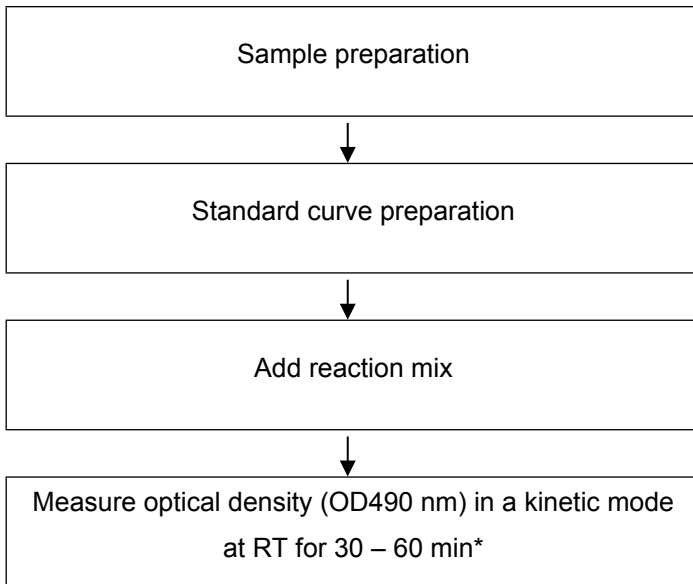 Sample preparation
Standard curve preparation
Add reaction mix
Measure optical density (OD490 nm) in a kinetic mode
at RT for 30 – 60 min*